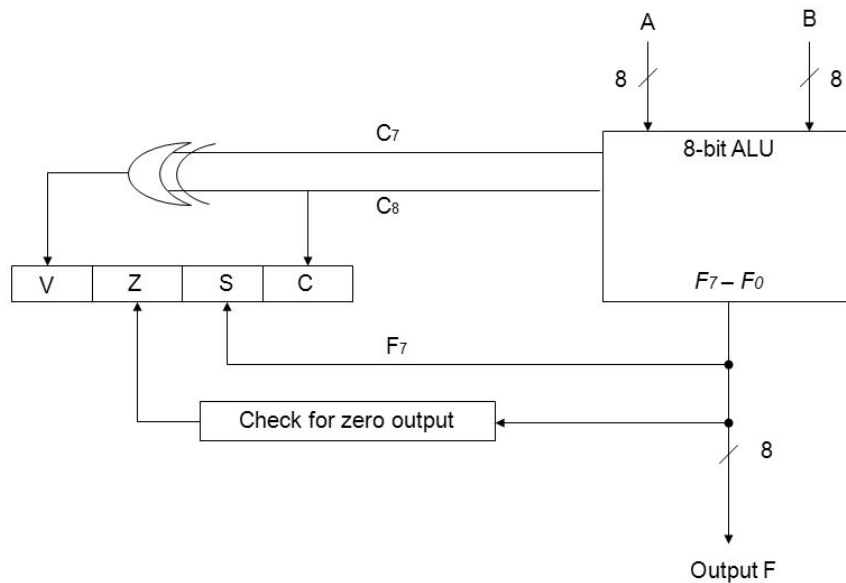 A B
8 8
C7
8-bit ALU
C8
V Z S C
F7 – F0
F7
Check for zero output
8
Output F